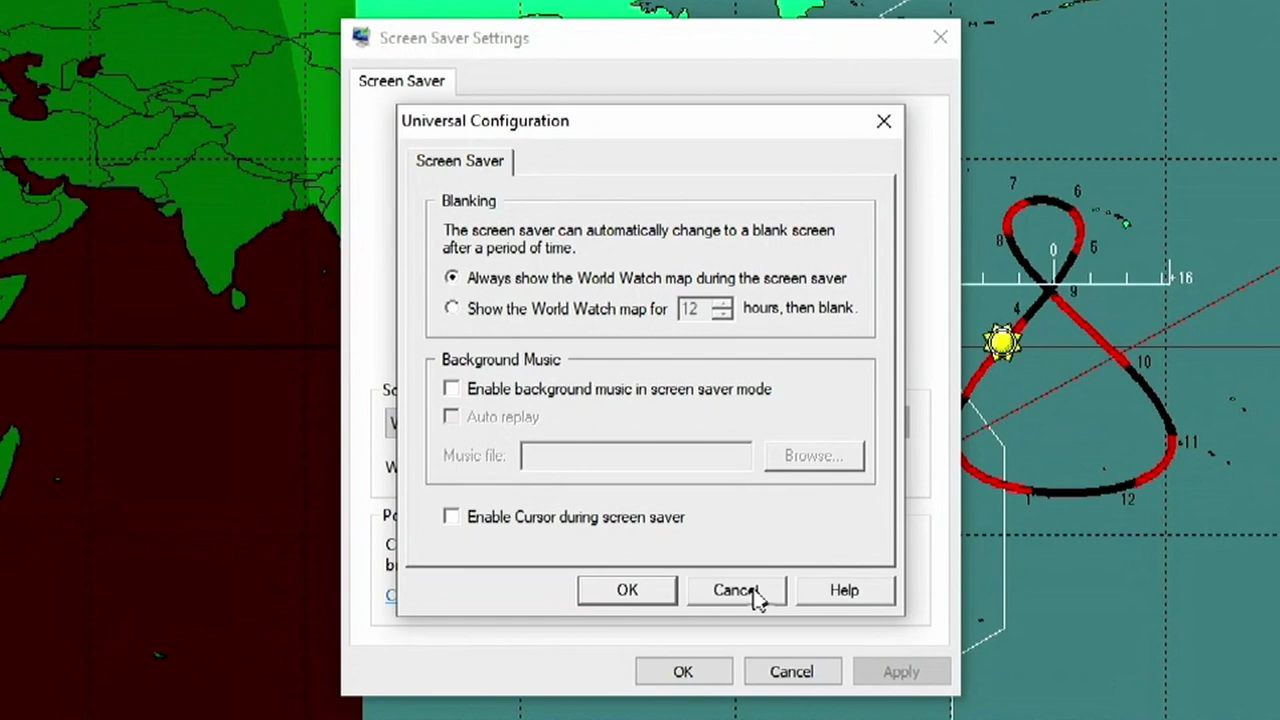 Screen Saver Settings
Screen Saver
Universal Configuration
Screen Saver
Blanking
The screen saver can automatically change to a blank screen
after a period of time.
Always show the World Watch map during the screen saver
Show the World Watch map for 12 hours, then blank.
Background Music
Enable background music in screen saver mode
Auto replay
Music file:
Browse...
Enable Cursor during screen saver
OK
Cancel
Help
OK
Cancel
Apply
7
6
8
5
0
+16
9
4
10
11
1
12